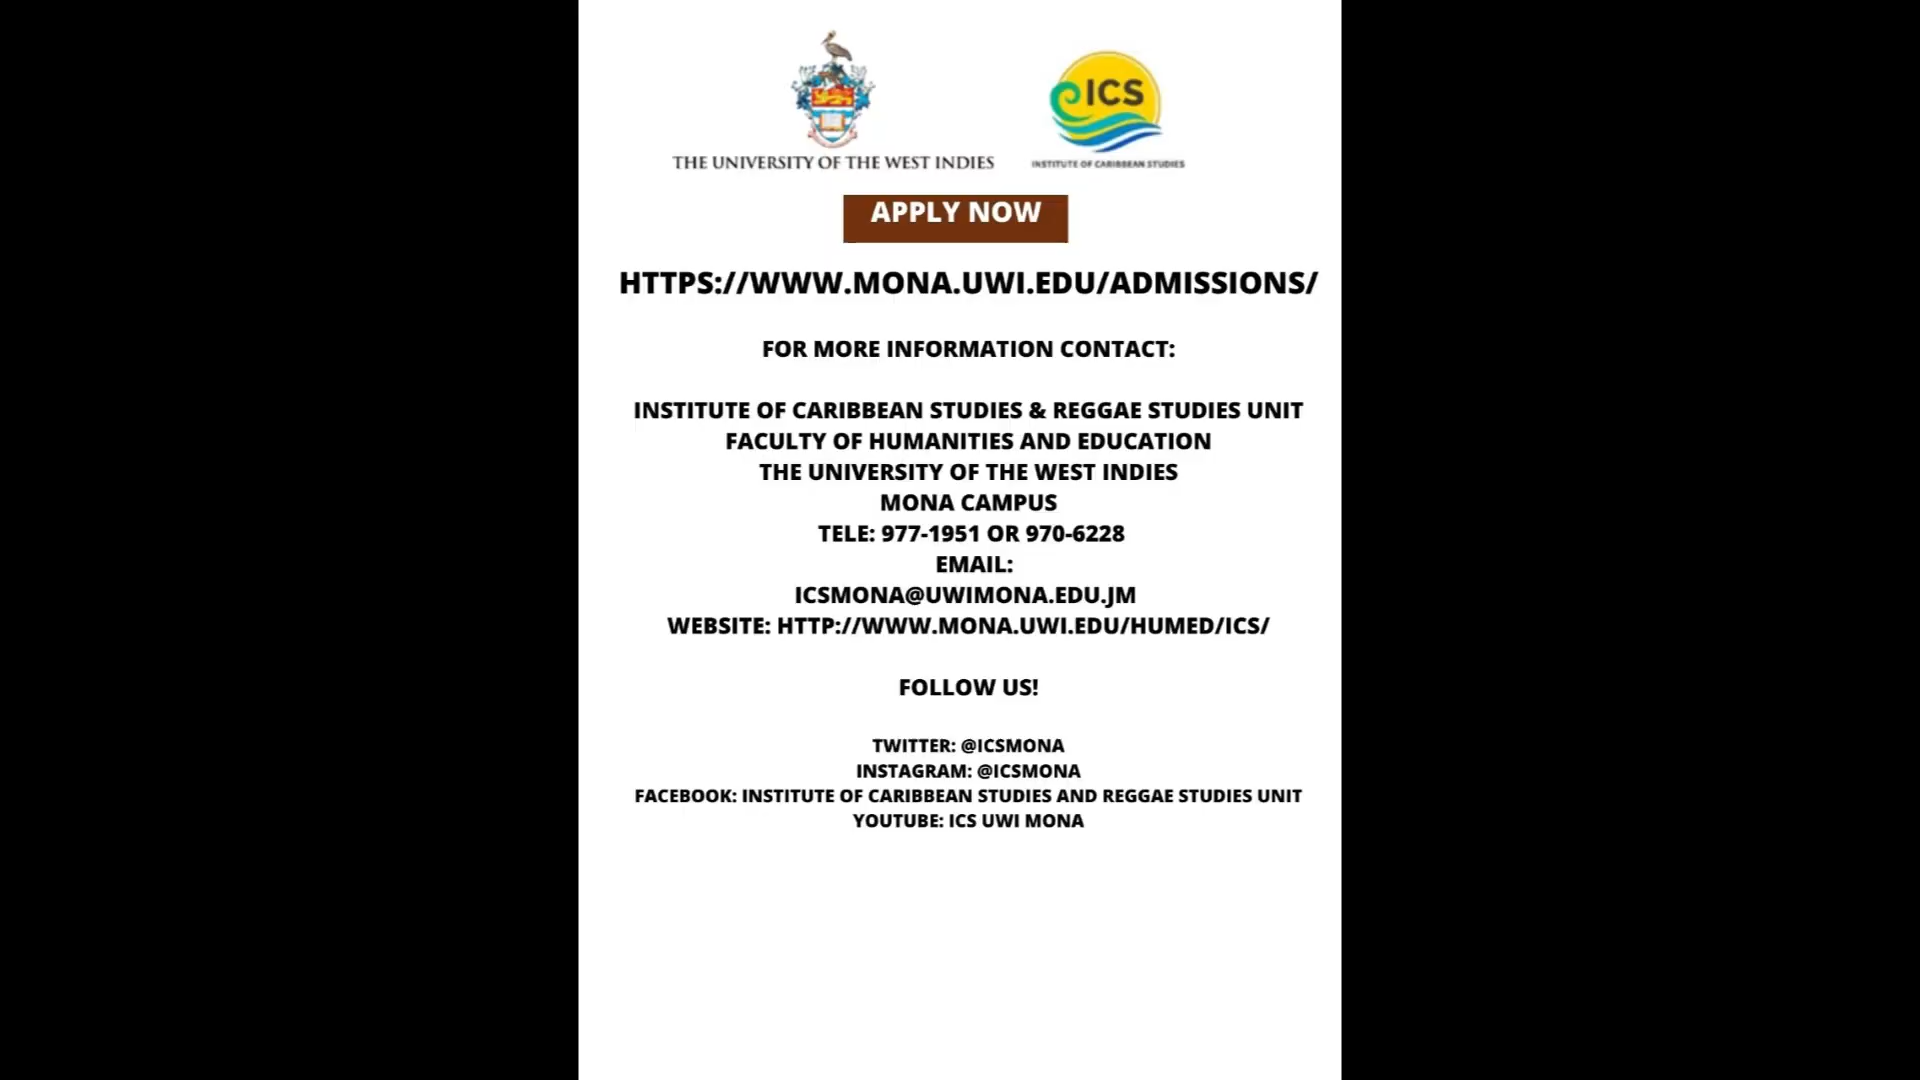 THE UNIVERSITY OF THE WEST INDIES
ICS
INSTITUTE OF CARIBBEAN STUDIES
APPLY NOW
HTTPS://WWW.MONA.UWI.EDU/ADMISSIONS/
FOR MORE INFORMATION CONTACT:
INSTITUTE OF CARIBBEAN STUDIES & REGGAE STUDIES UNIT
FACULTY OF HUMANITIES AND EDUCATION
THE UNIVERSITY OF THE WEST INDIES
MONA CAMPUS
TELE: 977-1951 OR 970-6228
EMAIL:
ICSMONA@UWIMONA.EDU.JM
WEBSITE: HTTP://WWW.MONA.UWI.EDU/HUMED/ICS/
FOLLOW US!
TWITTER: @ICSMONA
INSTAGRAM: @ICSMONA
FACEBOOK: INSTITUTE OF CARIBBEAN STUDIES AND REGGAE STUDIES UNIT
YOUTUBE: ICS UWI MONA